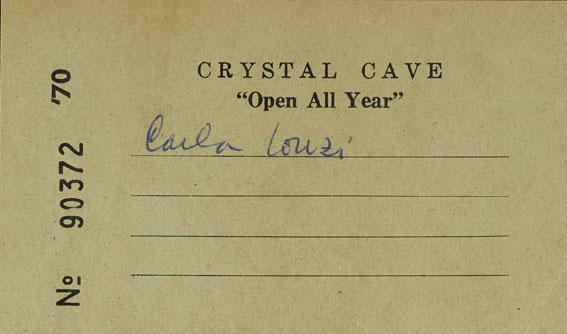 CRYSTAL CAVE
"Open All Year"
Carla Lonzi
No 90372 '70